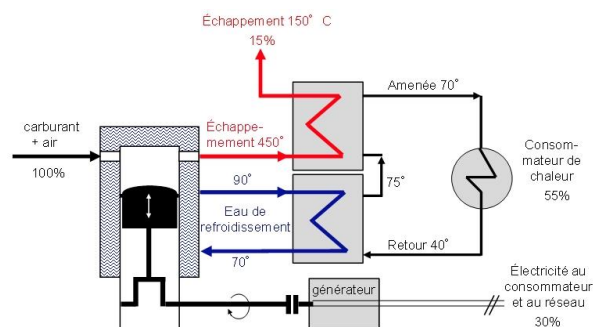 Échappement 150° C
15%
Amenée 70°
carburant
+ air
100%
Échappe-
mement 450°
Consom-
mateur de
chaleur
55%
90°
75°
Eau de
refroidissement
70°
Retour 40°
générateur
Électricité au
consommateur
et au réseau
30%